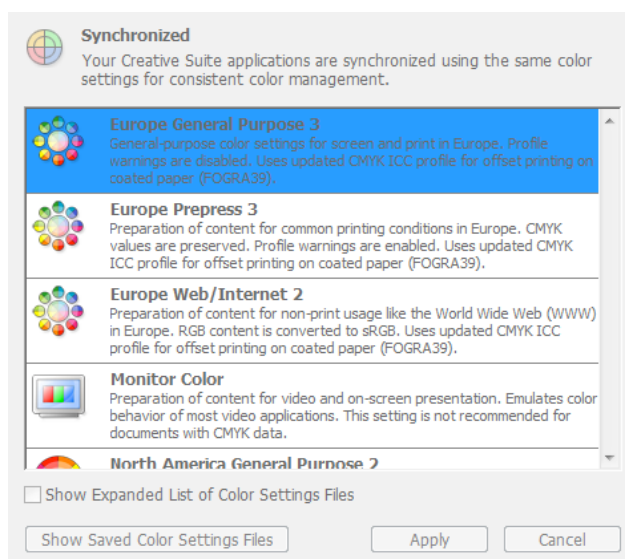 Synchronized
Your Creative Suite applications are synchronized using the same color
settings for consistent color management.
Europe General Purpose 3
General-purpose color settings for screen and print in Europe. Profile
warnings are disabled. Uses updated CMYK ICC profile for offset printing on
coated paper (FOGRA39).
Europe Prepress 3
Preparation of content for common printing conditions in Europe. CMYK
values are preserved. Profile warnings are enabled. Uses updated CMYK
ICC profile for offset printing on coated paper (FOGRA39).
Europe Web/Internet 2
Preparation of content for non-print usage like the World Wide Web (WWW)
in Europe. RGB content is converted to sRGB. Uses updated CMYK ICC
profile for offset printing on coated paper (FOGRA39).
Monitor Color
Preparation of content for video and on-screen presentation. Emulates color
behavior of most video applications. This setting is not recommended for
documents with CMYK data.
North America General Purpose 2
Show Expanded List of Color Settings Files
Show Saved Color Settings Files
Apply
Cancel